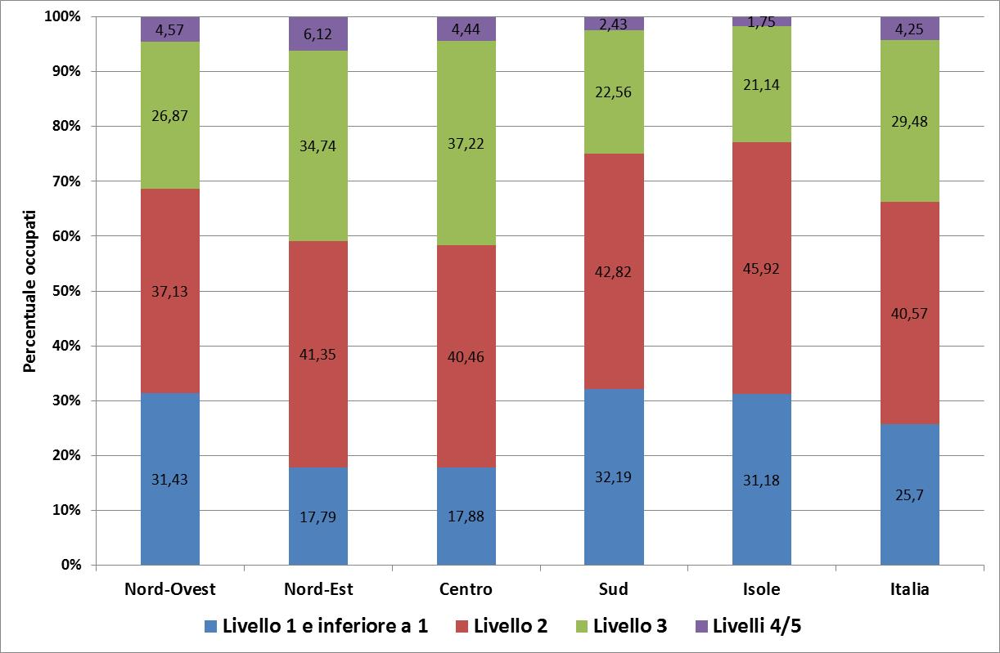 Percentuale occupati
100%
90%
80%
70%
60%
50%
40%
30%
20%
10%
0%
4,57 6,12 4,44 2,43 1,75 4,25
26,87 34,74 37,22 22,56 21,14 29,48
37,13 41,35 40,46 42,82 45,92 40,57
31,43 17,79 17,88 32,19 31,18 25,7
Nord-Ovest Nord-Est Centro Sud Isole Italia
Livello 1 e inferiore a 1 Livello 2 Livello 3 Livelli 4/5